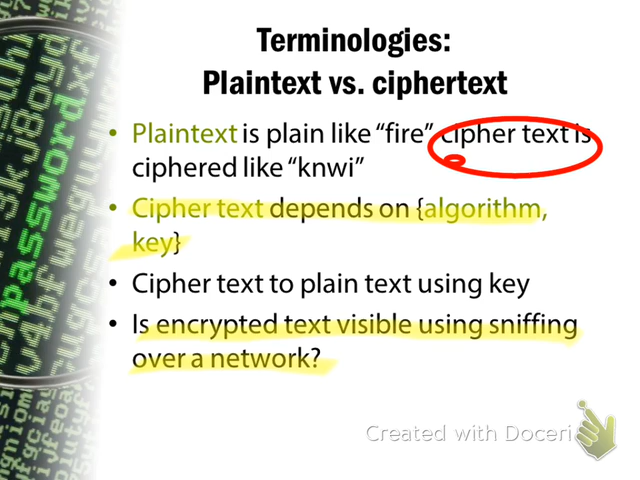 Terminologies:
Plaintext vs. ciphertext
• Plaintext is plain like “fire” cipher text is
ciphered like “knwi”
• Cipher text depends on {algorithm,
key}
• Cipher text to plain text using key
• Is encrypted text visible using sniffing
over a network?
password
Created with Doceri